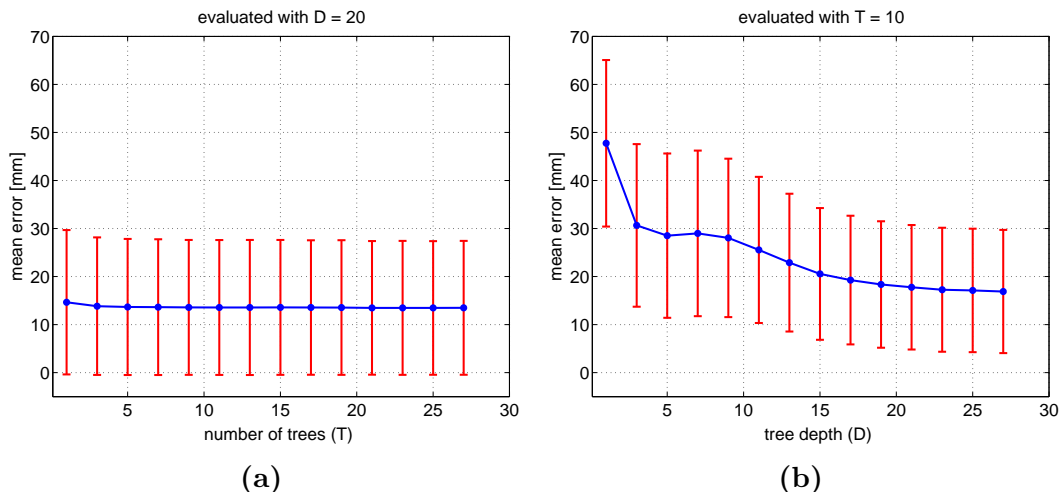 evaluated with D = 20
70
60
50
40
30
20
10
0
mean error [mm]
5 10 15 20 25 30
number of trees (T)
(a)
evaluated with T = 10
70
60
50
40
30
20
10
0
mean error [mm]
5 10 15 20 25 30
tree depth (D)
(b)